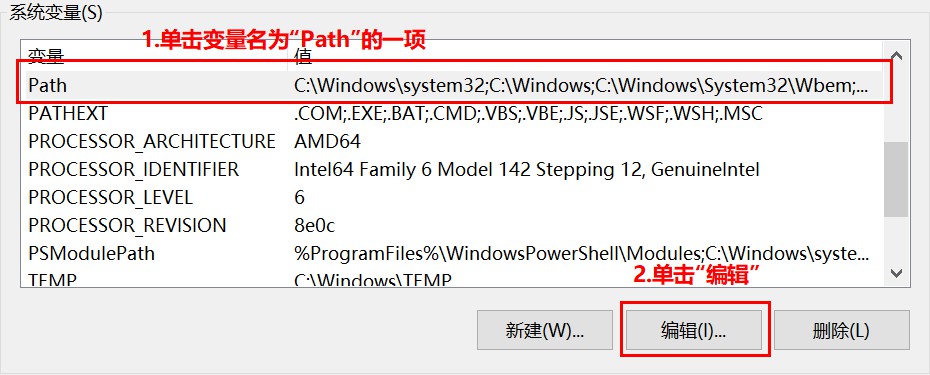 系统变量(S)
1.单击变量名为“Path”的一项
变量 值
Path C:\Windows\system32;C:\Windows;C:\Windows\System32\Wbem;...
PATHEXT .COM;.EXE;.BAT;.CMD;.VBS;.VBE;.JS;.JSE;.WSF;.WSH;.MSC
PROCESSOR_ARCHITECTURE AMD64
PROCESSOR_IDENTIFIER Intel64 Family 6 Model 142 Stepping 12, GenuineIntel
PROCESSOR_LEVEL 6
PROCESSOR_REVISION 8e0c
PSModulePath %ProgramFiles%\WindowsPowerShell\Modules;C:\Windows\syste...
TEMP C:\Windows\TEMP
2.单击“编辑”
新建(W)... 编辑(I)... 删除(L)